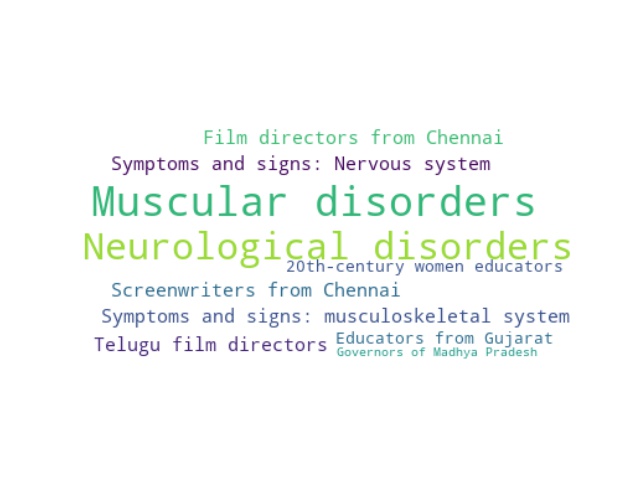 Film directors from Chennai
Symptoms and signs: Nervous system
Muscular disorders
Neurological disorders
20th-century women educators
Screenwriters from Chennai
Symptoms and signs: musculoskeletal system
Educators from Gujarat
Telugu film directors
Governors of Madhya Pradesh